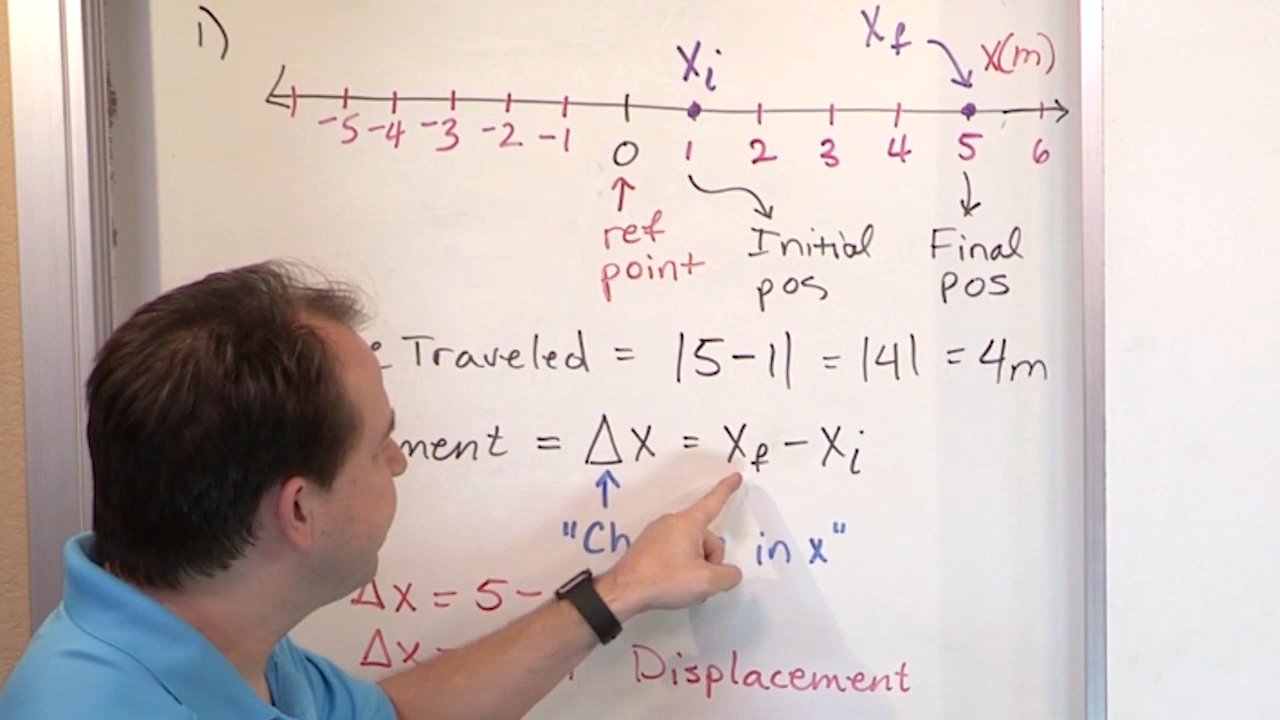 1)
Xi Xf X(m)
-5 -4 -3 -2 -1 0 1 2 3 4 5 6
ref point
Initial pos
Final pos
Traveled = |5-1| = |4| = 4m
ment = ΔX = Xf - Xi
"Ch in x"
ΔX = 5-
ΔX
Displacement